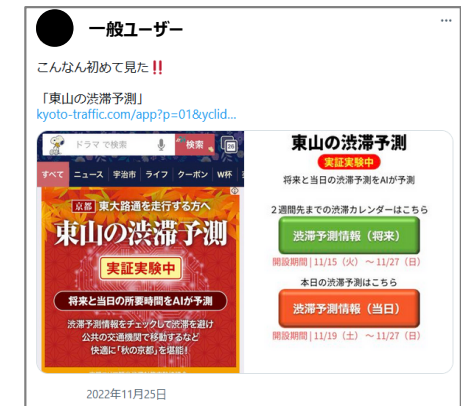 一般ユーザー
こんなん初めて見た‼
「東山の渋滞予測」
kyoto-traffic.com/app?p=01&yclid...
ドラマ で検索
検索
26
すべて ニュース 宇治市 ライフ クーポン W杯
京都 東大路通を走行する方へ
東山の渋滞予測
実証実験中
将来と当日の所要時間をAIが予測
渋滞予測情報をチェックして渋滞を避け
公共の交通機関で移動するなど
快適に「秋の京都」を堪能!
東山の渋滞予測
実証実験中
将来と当日の渋滞予測をAIが予測
2週間先までの渋滞カレンダーはこちら
渋滞予測情報(将来)
開設期間|11/15(火)~11/27(日)
本日の渋滞予測はこちら
渋滞予測情報(当日)
開設期間|11/19(土)~11/27(日)
2022年11月25日